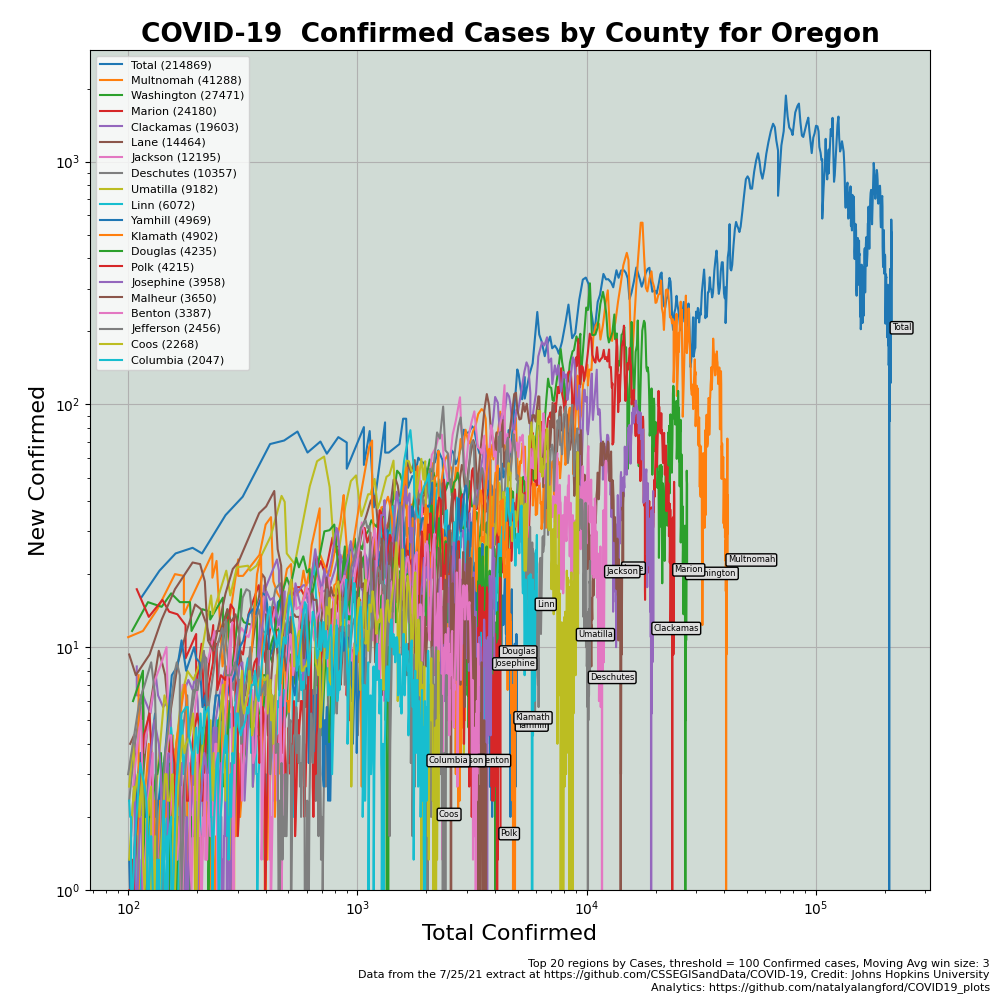 COVID-19  Confirmed Cases by County for Oregon
Total (214869)
Multnomah (41288)
Washington (27471)
Marion (24180)
Clackamas (19603)
Lane (14464)
Jackson (12195)
Deschutes (10357)
Umatilla (9182)
Linn (6072)
Yamhill (4969)
Klamath (4902)
Douglas (4235)
Polk (4215)
Josephine (3958)
Malheur (3650)
Benton (3387)
Jefferson (2456)
Coos (2268)
Columbia (2047)
New Confirmed
10³
10²
10¹
10⁰
Total
Multnomah
Marion
Jackson
Linn
Clackamas
Umatilla
Douglas
Josephine
Deschutes
Klamath
Columbia
Coos
Polk
10²
10³
10⁴
10⁵
Total Confirmed
Top 20 regions by Cases, threshold = 100 Confirmed cases, Moving Avg win size: 3
Data from the 7/25/21 extract at https://github.com/CSSEGISandData/COVID-19, Credit: Johns Hopkins University
Analytics: https://github.com/natalyalangford/COVID19_plots